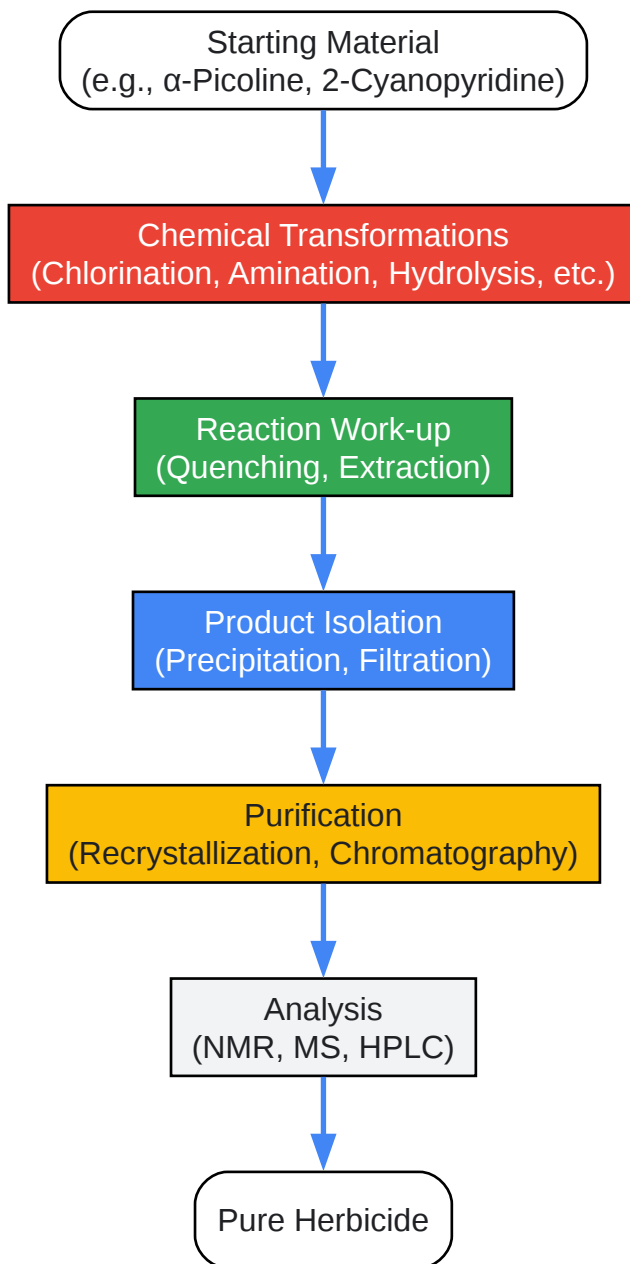 Starting Material
(e.g., α-Picoline, 2-Cyanopyridine)
Chemical Transformations
(Chlorination, Amination, Hydrolysis, etc.)
Reaction Work-up
(Quenching, Extraction)
Product Isolation
(Precipitation, Filtration)
Purification
(Recrystallization, Chromatography)
Analysis
(NMR, MS, HPLC)
Pure Herbicide